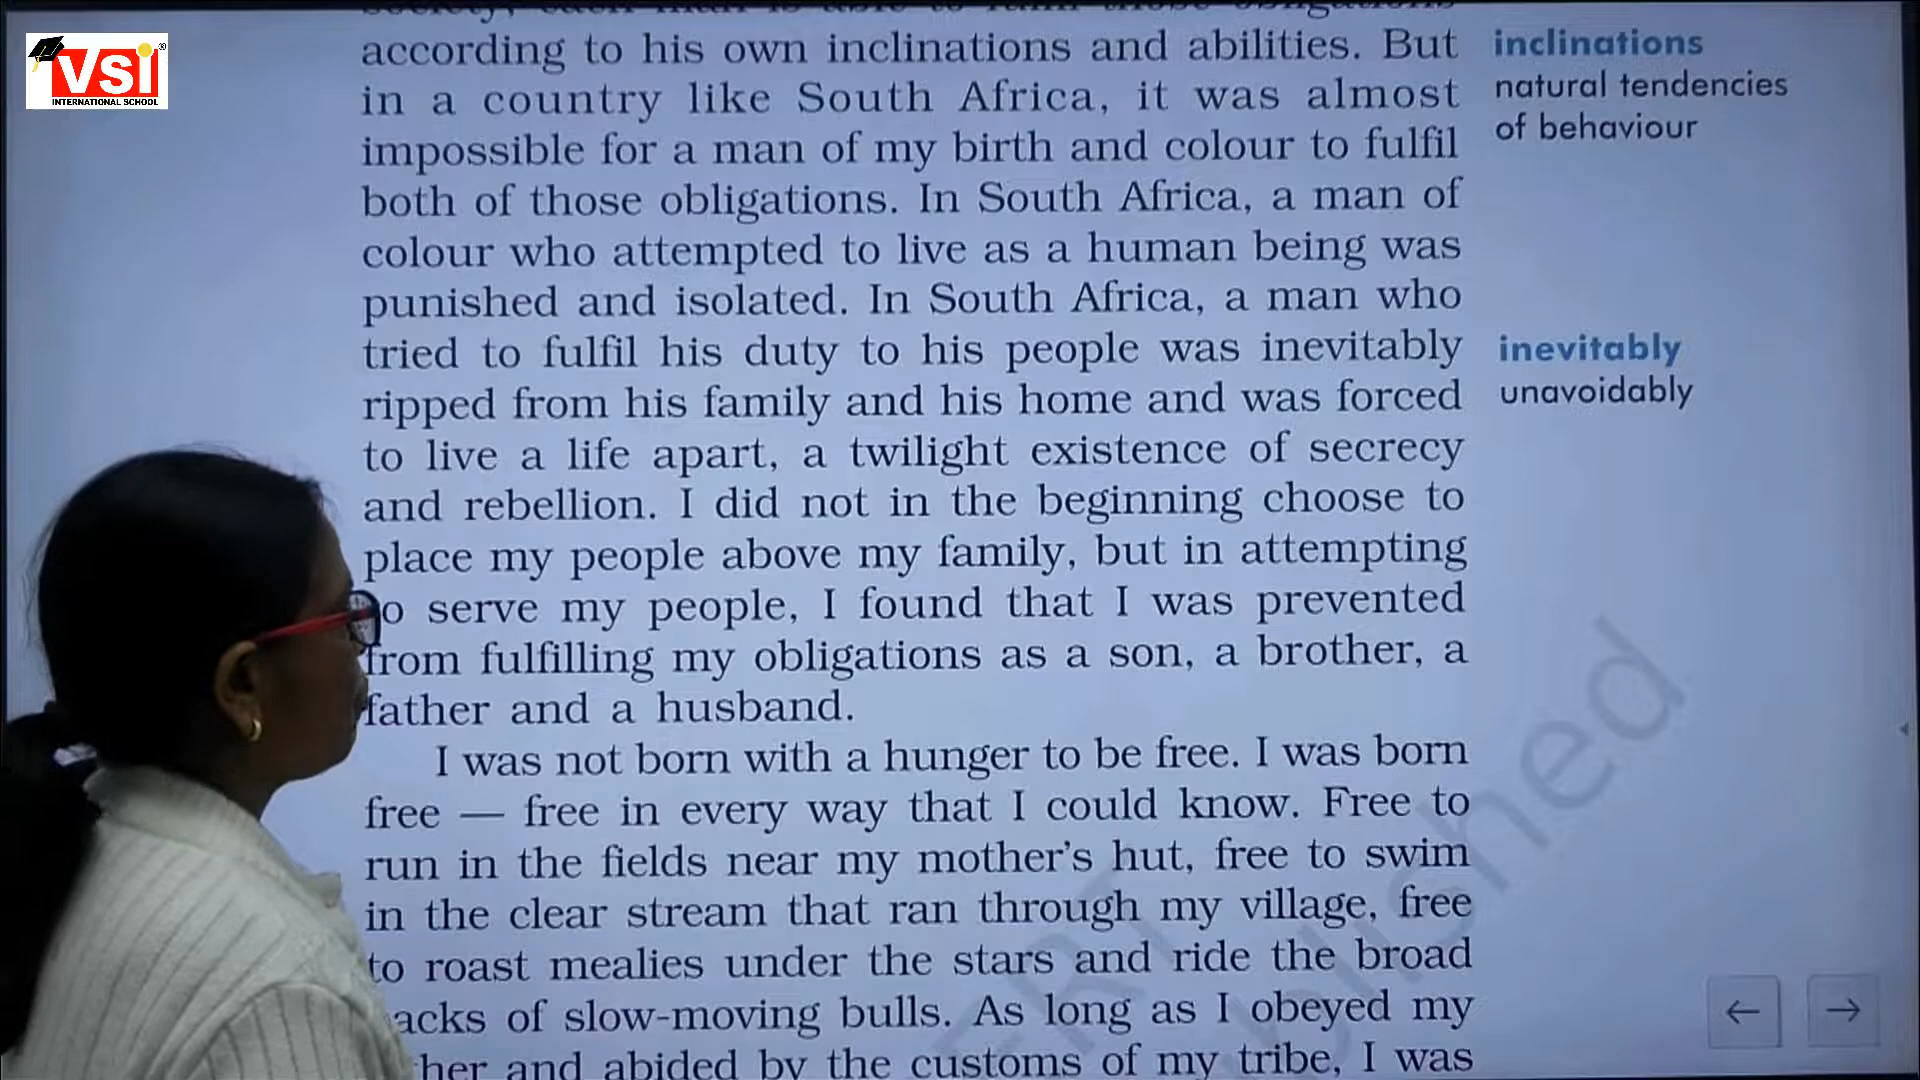 VSI
INTERNATIONAL SCHOOL
society, each man is able to fulfil those obligations
according to his own inclinations and abilities. But
in a country like South Africa, it was almost
impossible for a man of my birth and colour to fulfil
both of those obligations. In South Africa, a man of
colour who attempted to live as a human being was
punished and isolated. In South Africa, a man who
tried to fulfil his duty to his people was inevitably
ripped from his family and his home and was forced
to live a life apart, a twilight existence of secrecy
and rebellion. I did not in the beginning choose to
place my people above my family, but in attempting
o serve my people, I found that I was prevented
from fulfilling my obligations as a son, a brother, a
father and a husband.
I was not born with a hunger to be free. I was born
free — free in every way that I could know. Free to
run in the fields near my mother's hut, free to swim
in the clear stream that ran through my village, free
to roast mealies under the stars and ride the broad
acks of slow-moving bulls. As long as I obeyed my
her and abided by the customs of my tribe, I was
inclinations
natural tendencies
of behaviour
inevitably
unavoidably